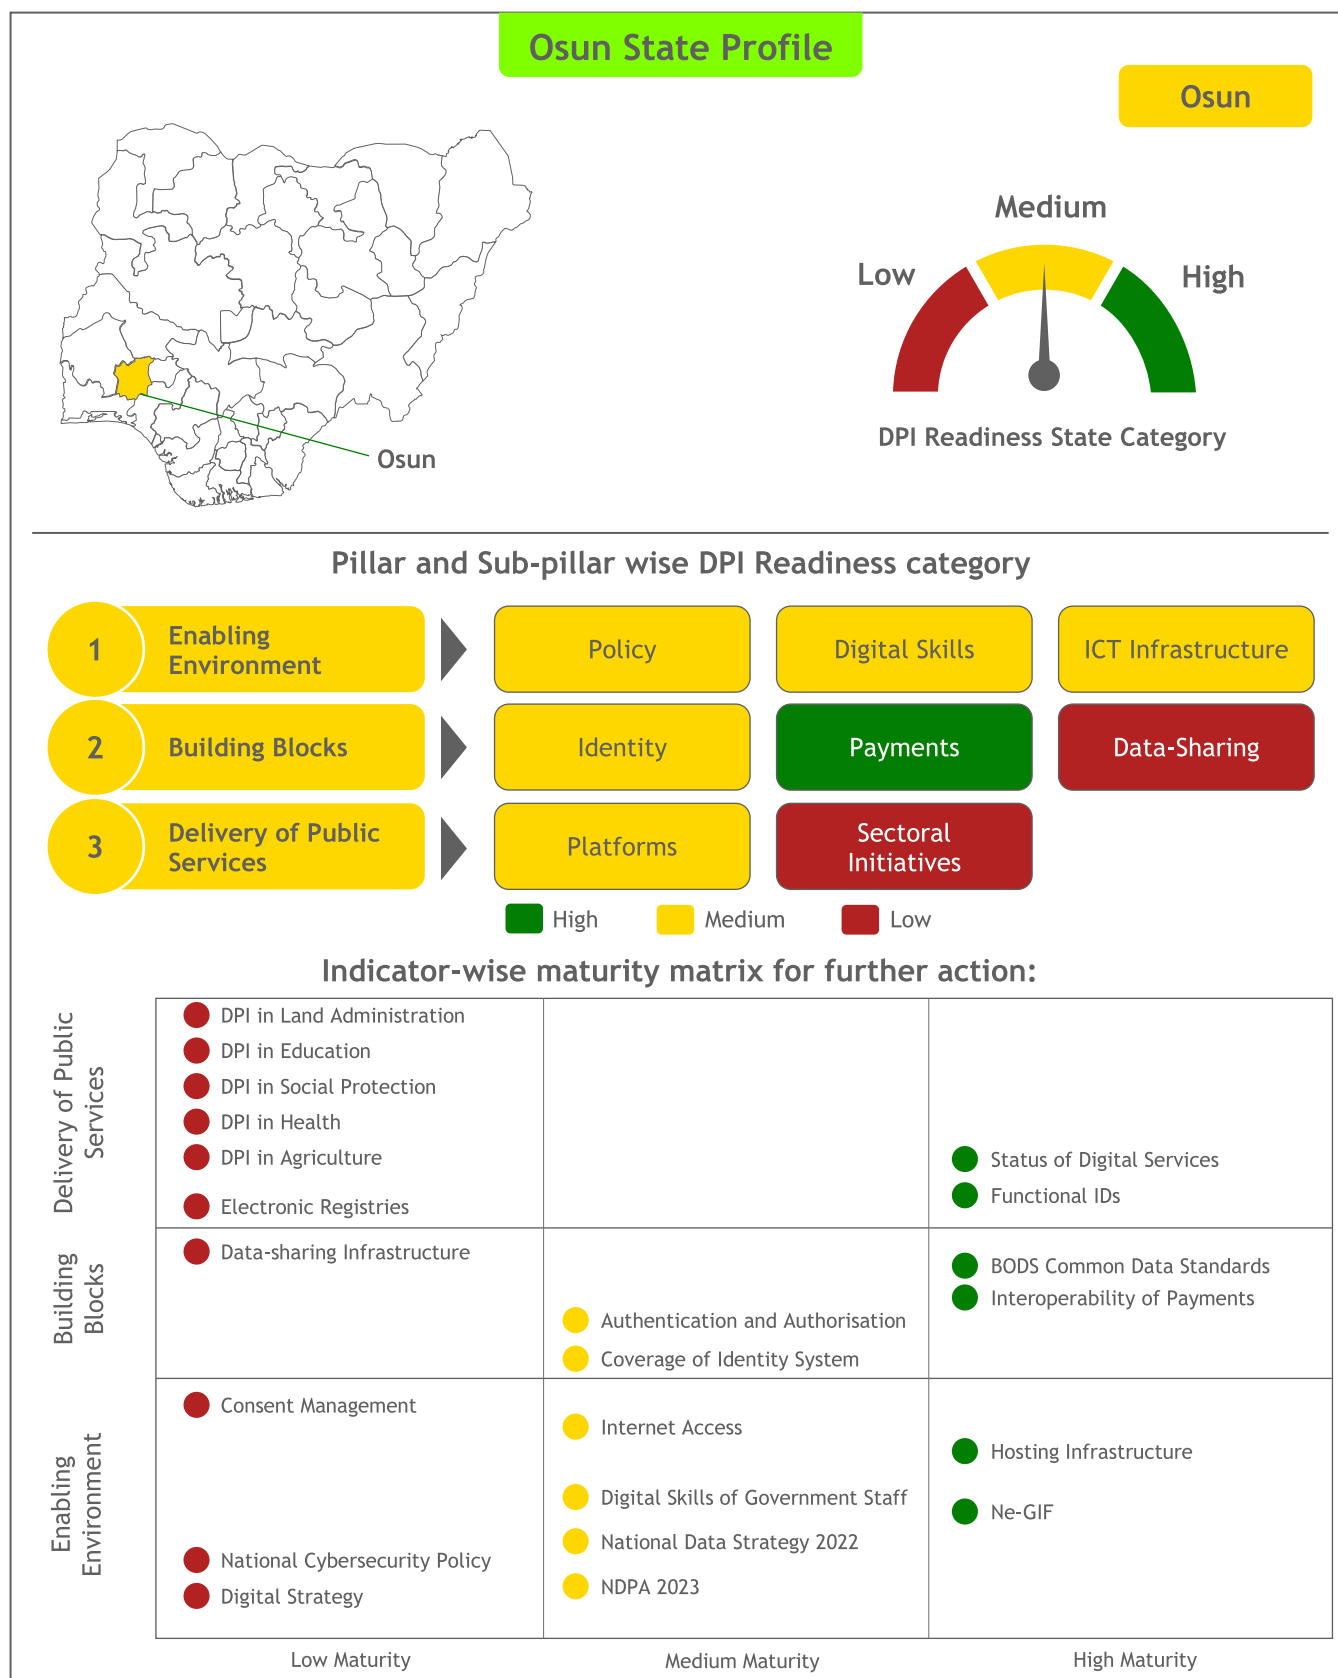 Osun State Profile
Osun
Medium
Low
High
DPI Readiness State Category
Osun
Pillar and Sub-pillar wise DPI Readiness category
1
Enabling
Environment
Policy
Digital Skills
ICT Infrastructure
2
Building Blocks
Identity
Payments
Data-Sharing
3
Delivery of Public
Services
Platforms
Sectoral
Initiatives
High
Medium
Low
Indicator-wise maturity matrix for further action:
Delivery of Public
Services
DPI in Land Administration
DPI in Education
DPI in Social Protection
DPI in Health
DPI in Agriculture
Electronic Registries
Status of Digital Services
Functional IDs
Building
Blocks
Data-sharing Infrastructure
Authentication and Authorisation
Coverage of Identity System
BODS Common Data Standards
Interoperability of Payments
Enabling
Environment
Consent Management
National Cybersecurity Policy
Digital Strategy
Internet Access
Digital Skills of Government Staff
National Data Strategy 2022
NDPA 2023
Hosting Infrastructure
Ne-GIF
Low Maturity
Medium Maturity
High Maturity